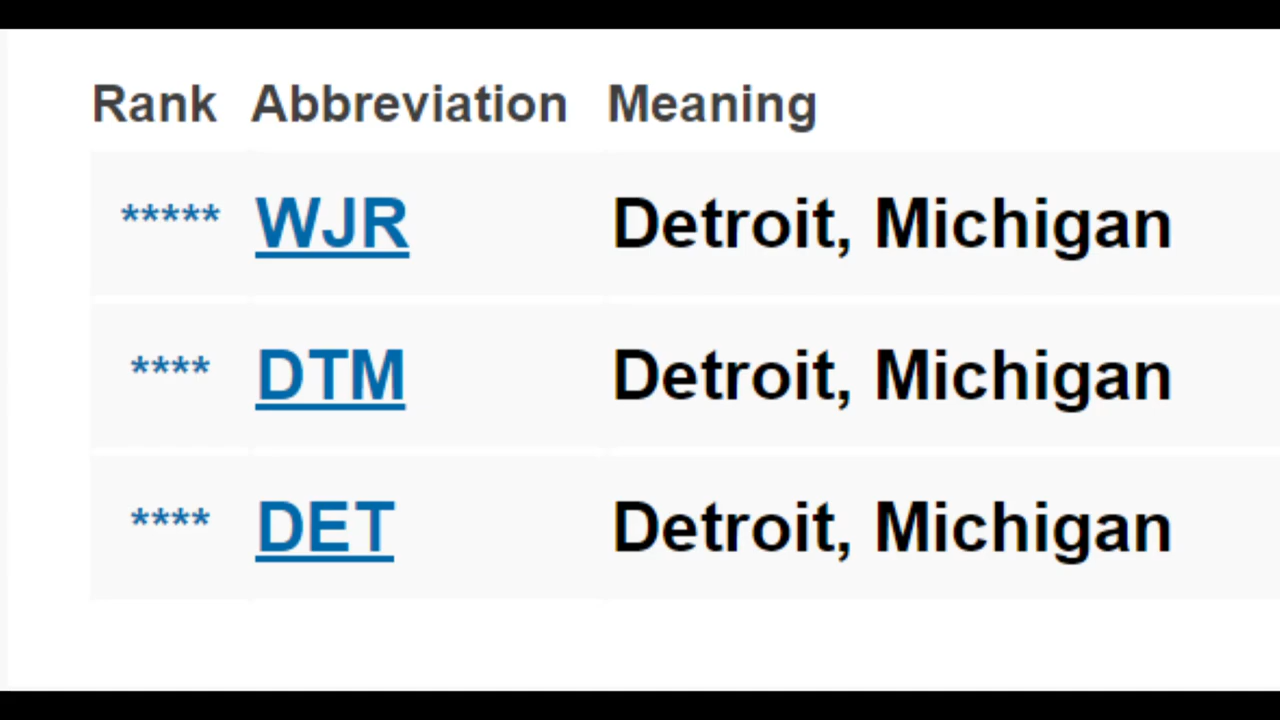 Rank Abbreviation Meaning
***** WJR Detroit, Michigan
**** DTM Detroit, Michigan
**** DET Detroit, Michigan